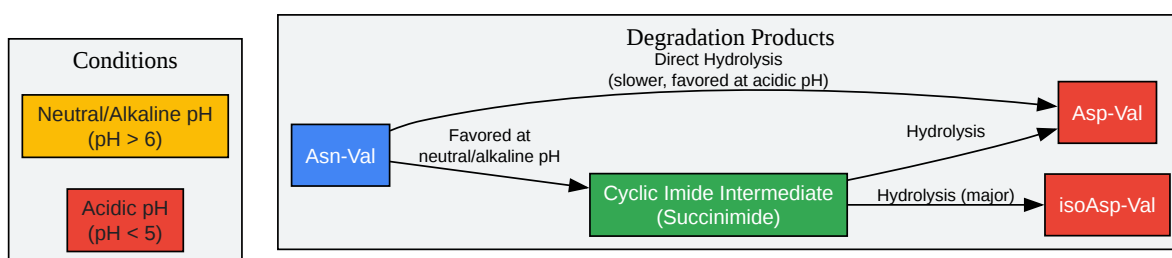 Conditions
Neutral/Alkaline pH
(pH > 6)
Acidic pH
(pH < 5)
Degradation Products
Direct Hydrolysis
(slower, favored at acidic pH)
Asn-Val
Favored at
neutral/alkaline pH
Cyclic Imide Intermediate
(Succinimide)
Hydrolysis
Hydrolysis (major)
Asp-Val
isoAsp-Val